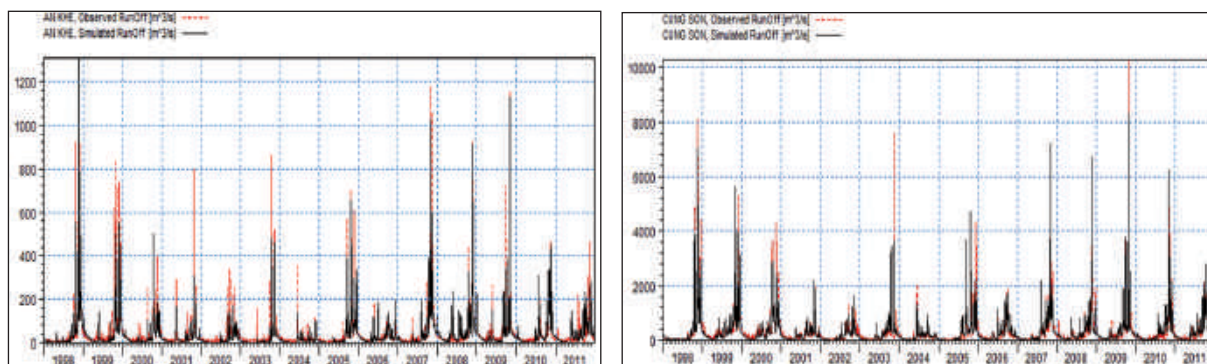 AN KHE, Observed RunOff [m^3/s]
AN KHE, Simulated RunOff [m^3/s]
1200
1000
800
600
400
200
0
1998 1999 2000 2001 2002 2003 2004 2005 2006 2007 2008 2009 2010 2011
CUNG SON, Observed RunOff [m^3/s]
CUNG SON, Simulated RunOff [m^3/s]
10000
8000
6000
4000
2000
0
1998 1999 2000 2001 2002 2003 2004 2005 2006 2007 2008 2009 2010 2011